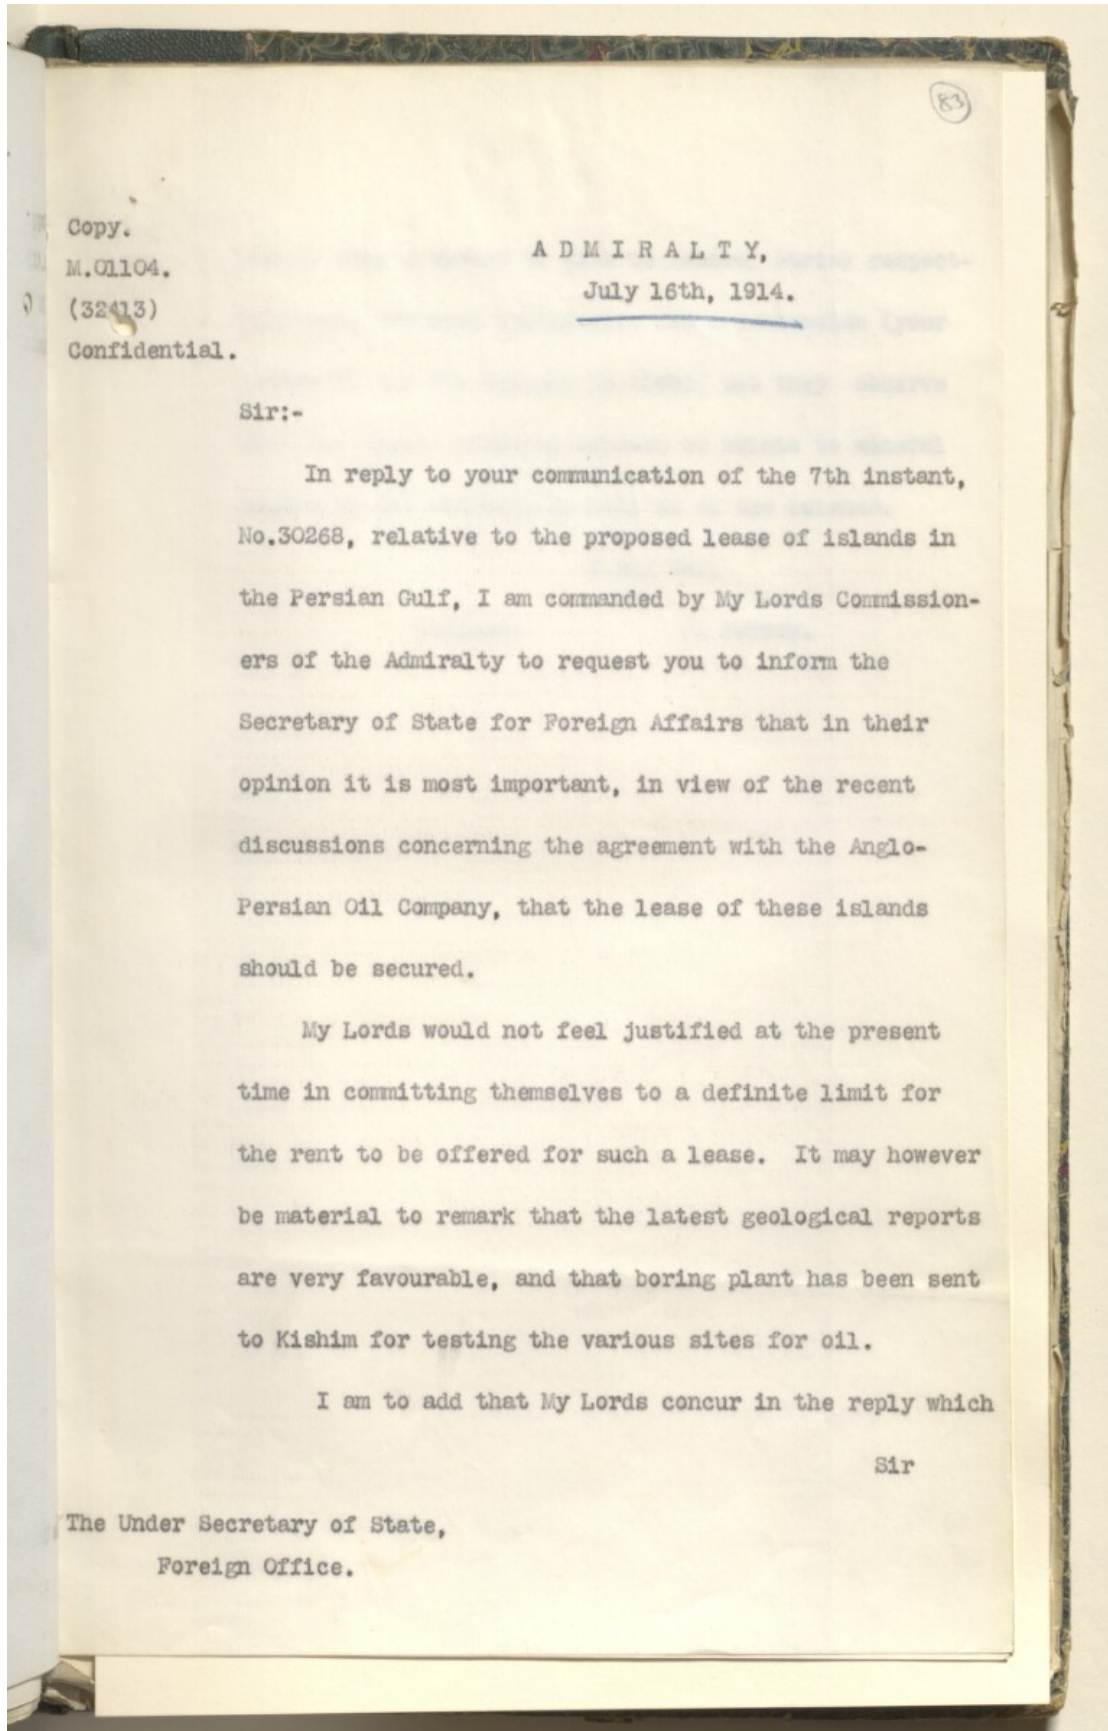 83
Copy.
M.01104.
(32413)
Confidential.
ADMIRALTY,
July 16th, 1914.
Sir:-
In reply to your communication of the 7th instant,
No.30268, relative to the proposed lease of islands in
the Persian Gulf, I am commanded by My Lords Commission-
ers of the Admiralty to request you to inform the
Secretary of State for Foreign Affairs that in their
opinion it is most important, in view of the recent
discussions concerning the agreement with the Anglo-
Persian Oil Company, that the lease of these islands
should be secured.
My Lords would not feel justified at the present
time in committing themselves to a definite limit for
the rent to be offered for such a lease. It may however
be material to remark that the latest geological reports
are very favourable, and that boring plant has been sent
to Kishim for testing the various sites for oil.
I am to add that My Lords concur in the reply which
Sir
The Under Secretary of State,
Foreign Office.